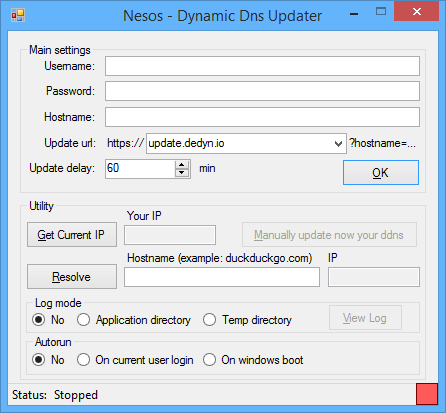 Nesos - Dynamic Dns Updater
Main settings
Username:
Password:
Hostname:
Update url: https:// update.dedyn.io ?hostname=...
Update delay: 60 min
OK
Utility
Your IP
Get Current IP
Manually update now your ddns
Hostname (example: duckduckgo.com) IP
Resolve
Log mode
No Application directory Temp directory
View Log
Autorun
No On current user login On windows boot
Status: Stopped